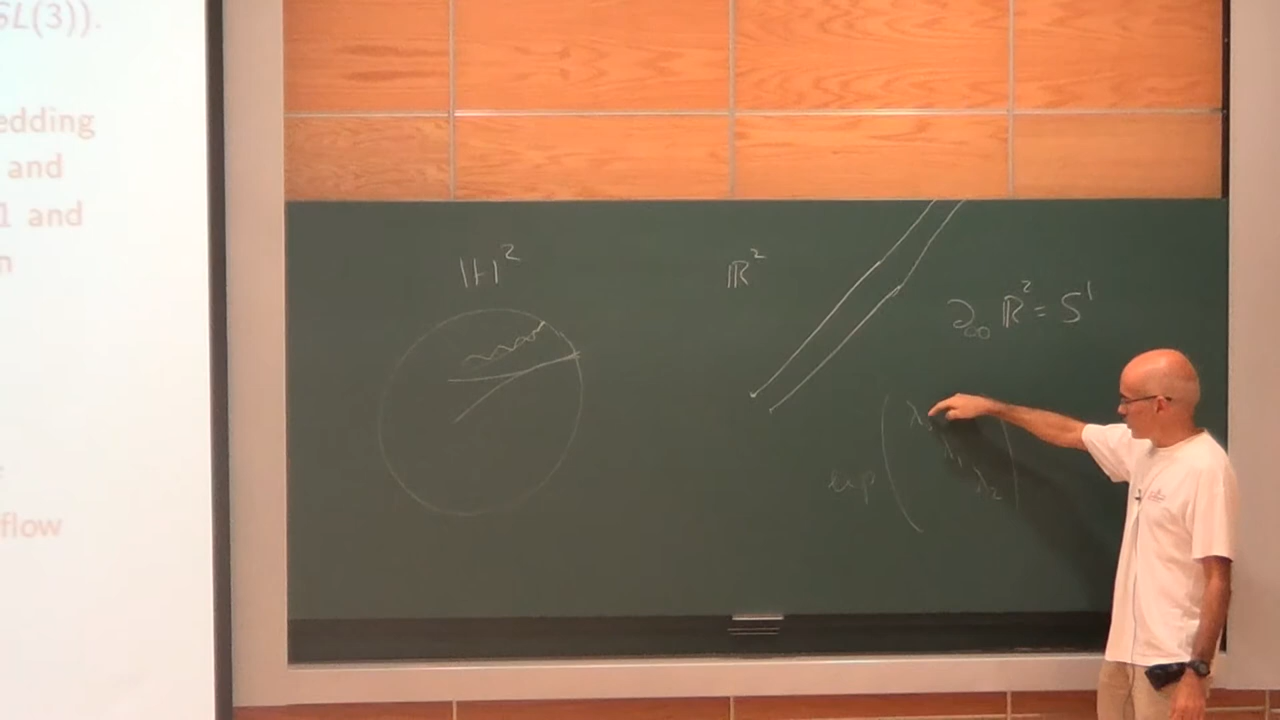 SL(3)).
edding
and
1 and
n
flow
ℍ²
ℝ²
∂∞ ℝ² = S¹
exp
λ₁
λ₂